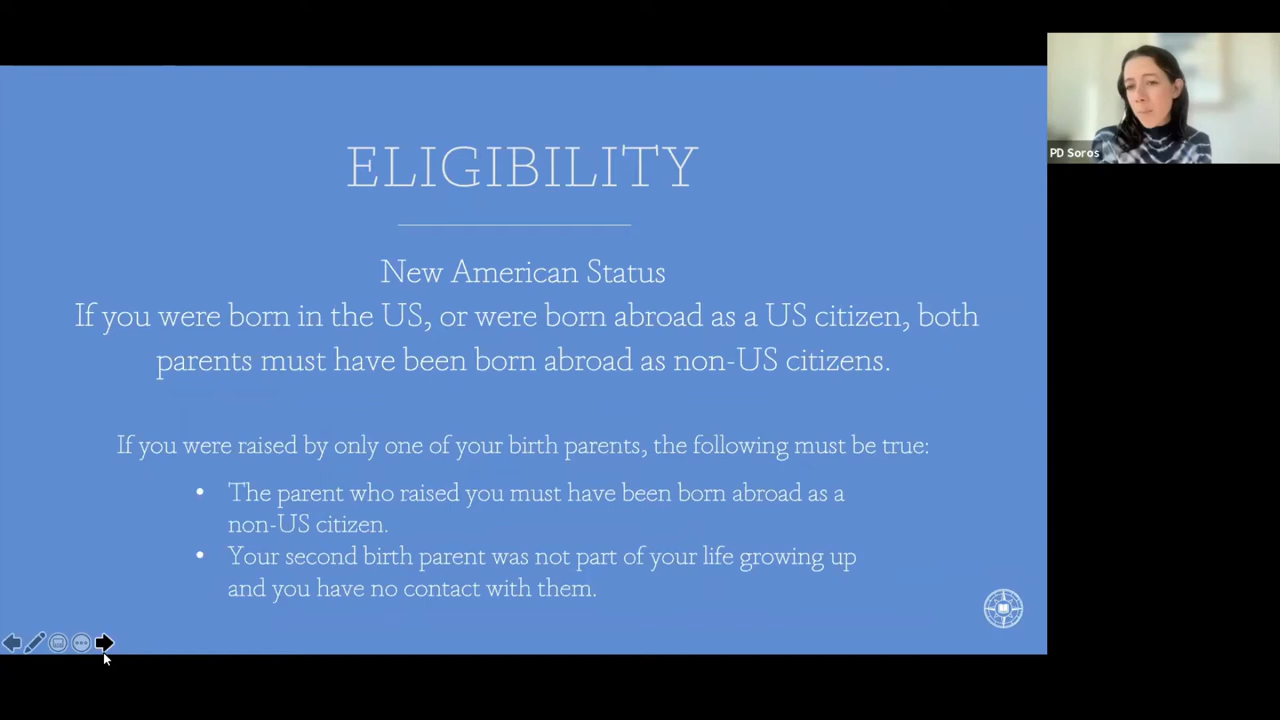 ELIGIBILITY
New American Status
If you were born in the US, or were born abroad as a US citizen, both
parents must have been born abroad as non-US citizens.
If you were raised by only one of your birth parents, the following must be true:
• The parent who raised you must have been born abroad as a
non-US citizen.
• Your second birth parent was not part of your life growing up
and you have no contact with them.
PD Soros